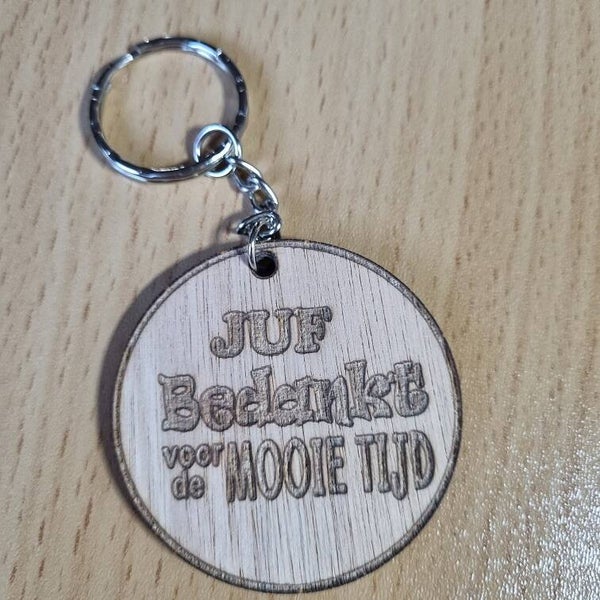 JUF
Bedankt
voor de MOOIE TIJD